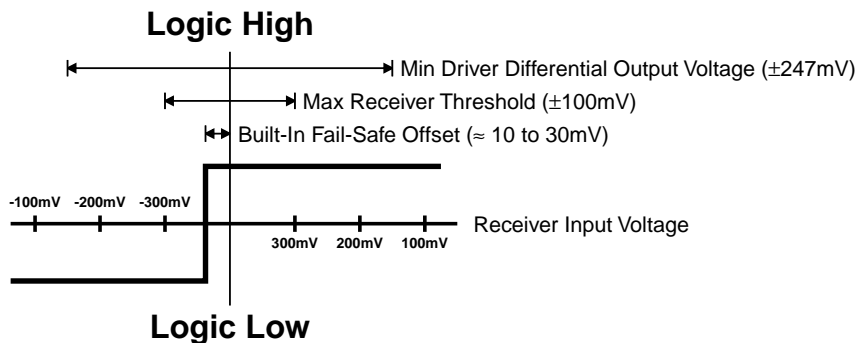 Logic High
Min Driver Differential Output Voltage (±247mV)
Max Receiver Threshold (±100mV)
Built-In Fail-Safe Offset (≈ 10 to 30mV)
-100mV -200mV -300mV
Receiver Input Voltage
300mV 200mV 100mV
Logic Low